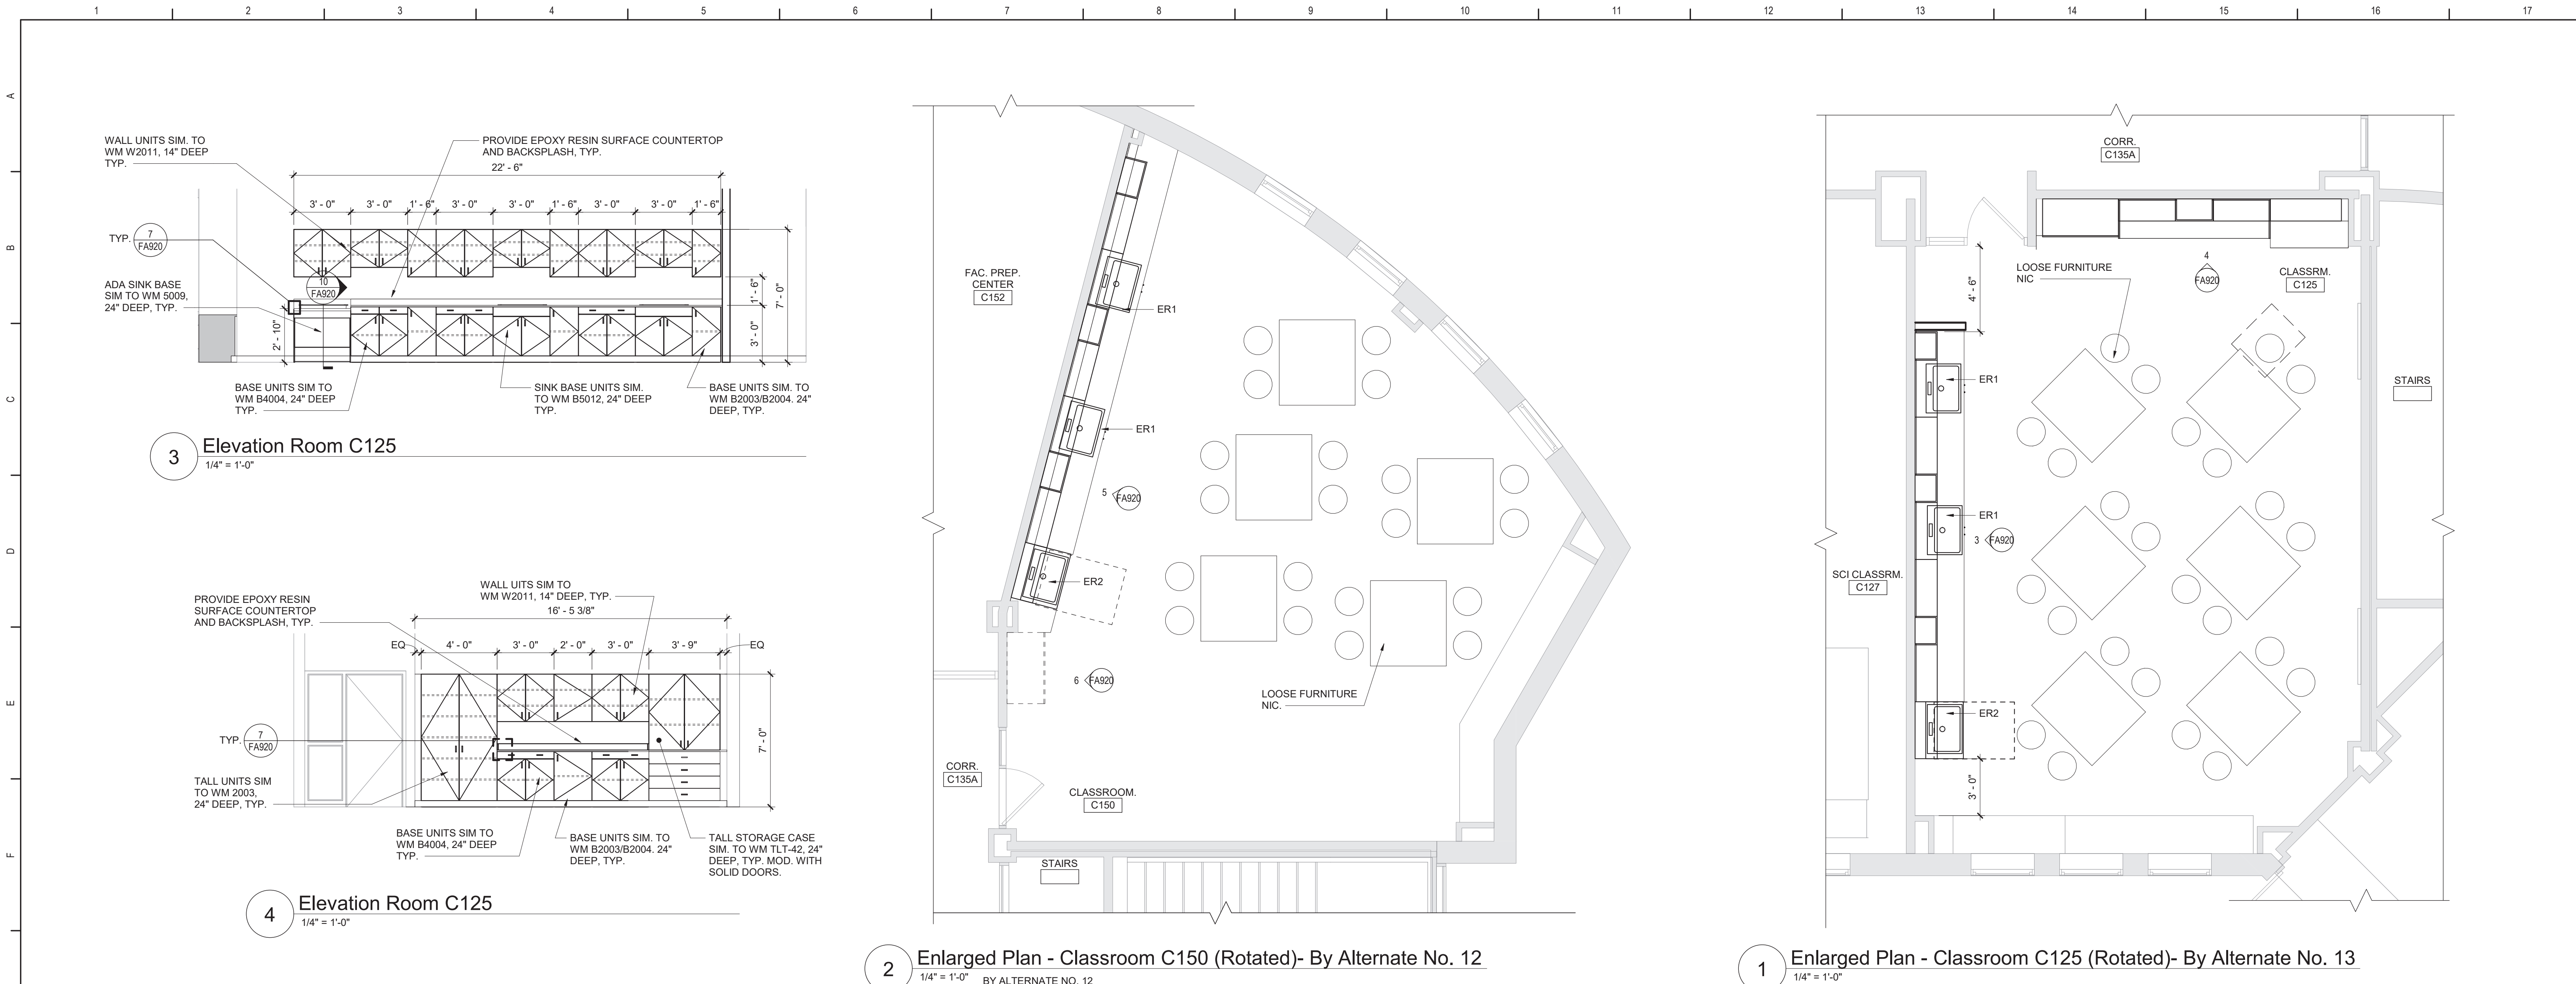 1 2 3 4 5 6 7 8 9 10 11 12 13 14 15 16 17
A
B
C
D
E
F
WALL UNITS SIM. TO
WM W2011, 14" DEEP
TYP.
PROVIDE EPOXY RESIN SURFACE COUNTERTOP
AND BACKSPLASH, TYP.
22' - 6"
3' - 0" 3' - 0" 1' - 6" 3' - 0" 3' - 0" 1' - 6" 3' - 0" 3' - 0" 1' - 6"
TYP. 7
FA920
10
FA920
ADA SINK BASE
SIM TO WM 5009,
24" DEEP, TYP.
2' - 10"
1' - 6"
3' - 0"
7' - 0"
BASE UNITS SIM TO
WM B4004, 24" DEEP
TYP.
SINK BASE UNITS SIM.
TO WM B5012, 24" DEEP
TYP.
BASE UNITS SIM. TO
WM B2003/B2004. 24"
DEEP, TYP.
3 Elevation Room C125
1/4" = 1'-0"
WALL UITS SIM TO
WM W2011, 14" DEEP, TYP.
PROVIDE EPOXY RESIN
SURFACE COUNTERTOP
AND BACKSPLASH, TYP.
16' - 5 3/8"
EQ 4' - 0" 3' - 0" 2' - 0" 3' - 0" 3' - 9" EQ
TYP. 7
FA920
7' - 0"
TALL UNITS SIM
TO WM 2003,
24" DEEP, TYP.
BASE UNITS SIM TO
WM B4004, 24" DEEP
TYP.
BASE UNITS SIM. TO
WM B2003/B2004. 24"
DEEP, TYP.
TALL STORAGE CASE
SIM. TO WM TLT-42, 24"
DEEP, TYP. MOD. WITH
SOLID DOORS.
4 Elevation Room C125
1/4" = 1'-0"
FAC. PREP.
CENTER
C152
ER1
ER1
5 FA920
ER2
6 FA920
LOOSE FURNITURE
NIC.
CORR.
C135A
CLASSROOM.
C150
STAIRS
2 Enlarged Plan - Classroom C150 (Rotated)- By Alternate No. 12
1/4" = 1'-0" BY ALTERNATE NO. 12
CORR.
C135A
LOOSE FURNITURE
NIC
4
FA920
CLASSRM.
C125
4' - 6"
ER1
STAIRS
ER1
3 FA920
SCI CLASSRM.
C127
ER2
3' - 0"
1 Enlarged Plan - Classroom C125 (Rotated)- By Alternate No. 13
1/4" = 1'-0"